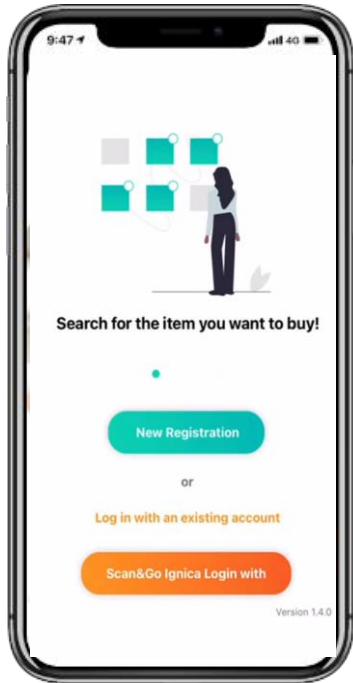 9:47
4G
Search for the item you want to buy!
New Registration
or
Log in with an existing account
Scan&Go Ignica Login with
Version 1.4.0